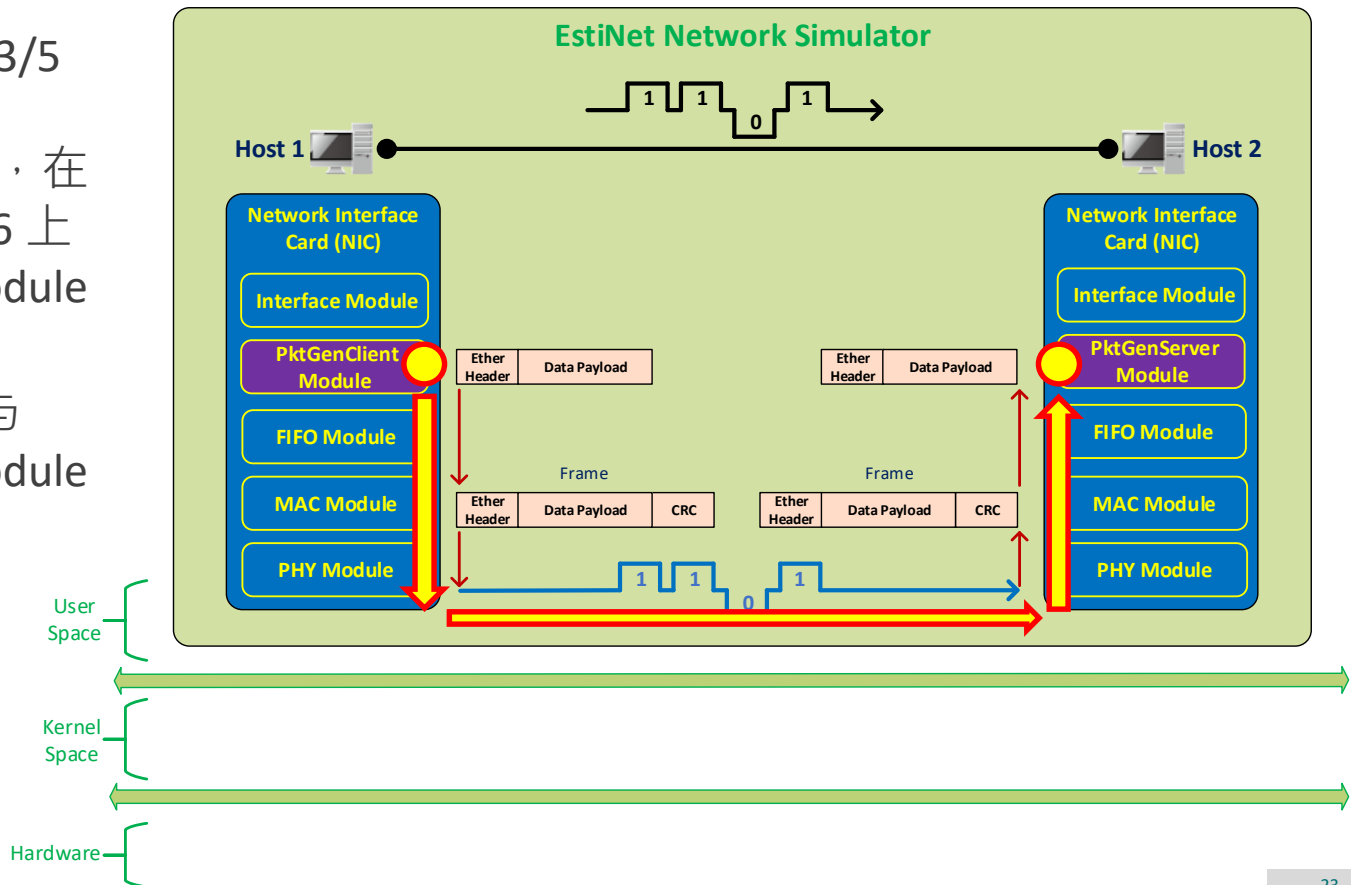 3/5
，在
6 上
odule
与
odule
EstiNet Network Simulator
1 1 0 1
Host 1
Host 2
Network Interface
Card (NIC)
Interface Module
PktGenClient
Module
FIFO Module
MAC Module
PHY Module
Ether
Header
Data Payload
Frame
Ether
Header
Data Payload
CRC
Ether
Header
Data Payload
Frame
Ether
Header
Data Payload
CRC
1 1 0 1
Network Interface
Card (NIC)
Interface Module
PktGenServer
Module
FIFO Module
MAC Module
PHY Module
User
Space
Kernel
Space
Hardware